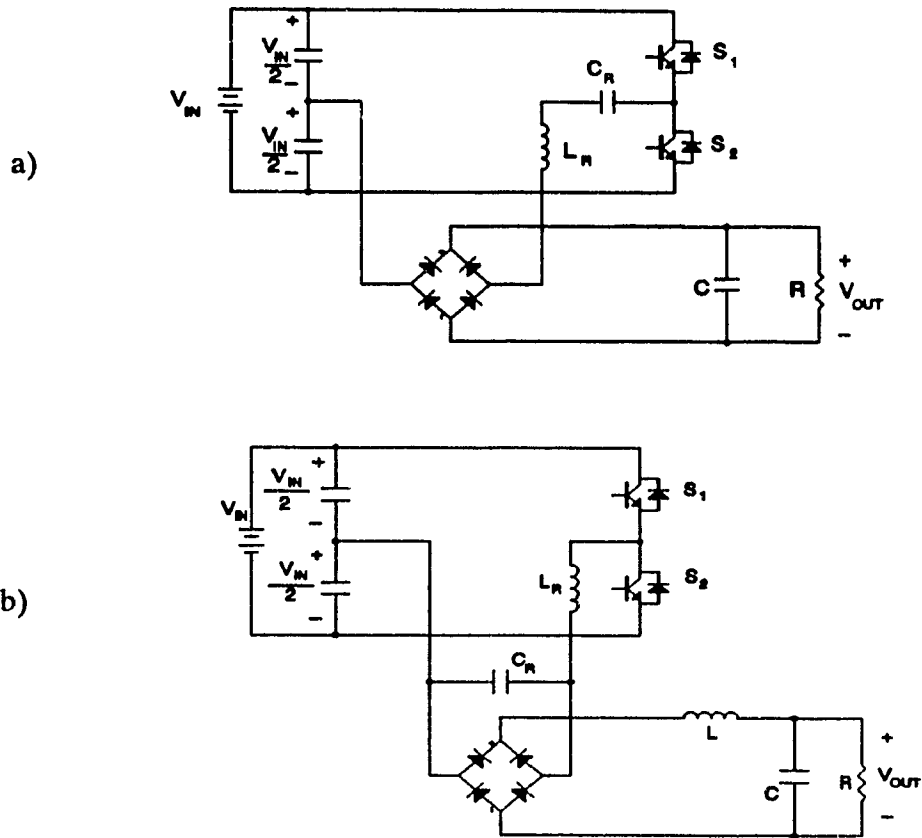 a)
+
V_IN
2
-
+
V_IN
2
-
V_IN
C_R
L_R
S_1
S_2
C
R
+
V_OUT
-
b)
+
V_IN
2
-
V_IN
+
V_IN
2
-
L_R
S_1
S_2
C_R
L
C
R
+
V_OUT
-